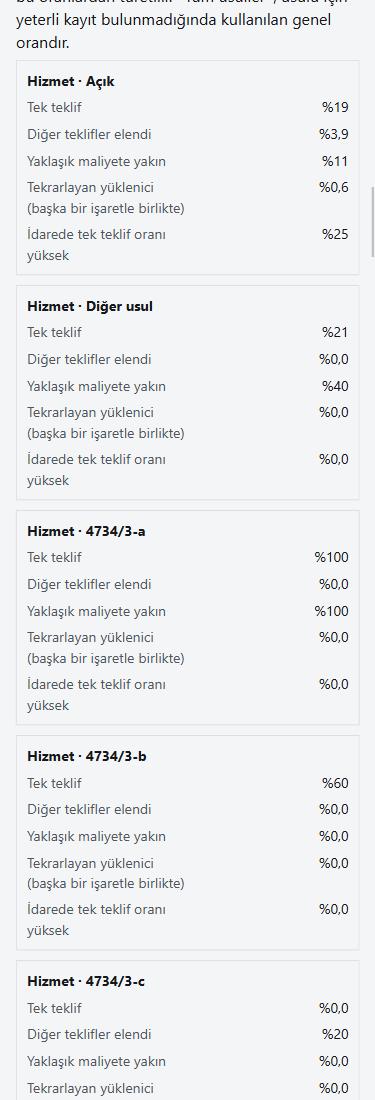 yeterli kayıt bulunmadığında kullanılan genel
orandır.
Hizmet · Açık
Tek teklif %19
Diğer teklifler elendi %3,9
Yaklaşık maliyete yakın %11
Tekrarlayan yüklenici %0,6
(başka bir işaretle birlikte)
İdarede tek teklif oranı %25
yüksek
Hizmet · Diğer usul
Tek teklif %21
Diğer teklifler elendi %0,0
Yaklaşık maliyete yakın %40
Tekrarlayan yüklenici %0,0
(başka bir işaretle birlikte)
İdarede tek teklif oranı %0,0
yüksek
Hizmet · 4734/3-a
Tek teklif %100
Diğer teklifler elendi %0,0
Yaklaşık maliyete yakın %100
Tekrarlayan yüklenici %0,0
(başka bir işaretle birlikte)
İdarede tek teklif oranı %0,0
yüksek
Hizmet · 4734/3-b
Tek teklif %60
Diğer teklifler elendi %0,0
Yaklaşık maliyete yakın %0,0
Tekrarlayan yüklenici %0,0
(başka bir işaretle birlikte)
İdarede tek teklif oranı %0,0
yüksek
Hizmet · 4734/3-c
Tek teklif %0,0
Diğer teklifler elendi %20
Yaklaşık maliyete yakın %0,0
Tekrarlayan yüklenici %0,0